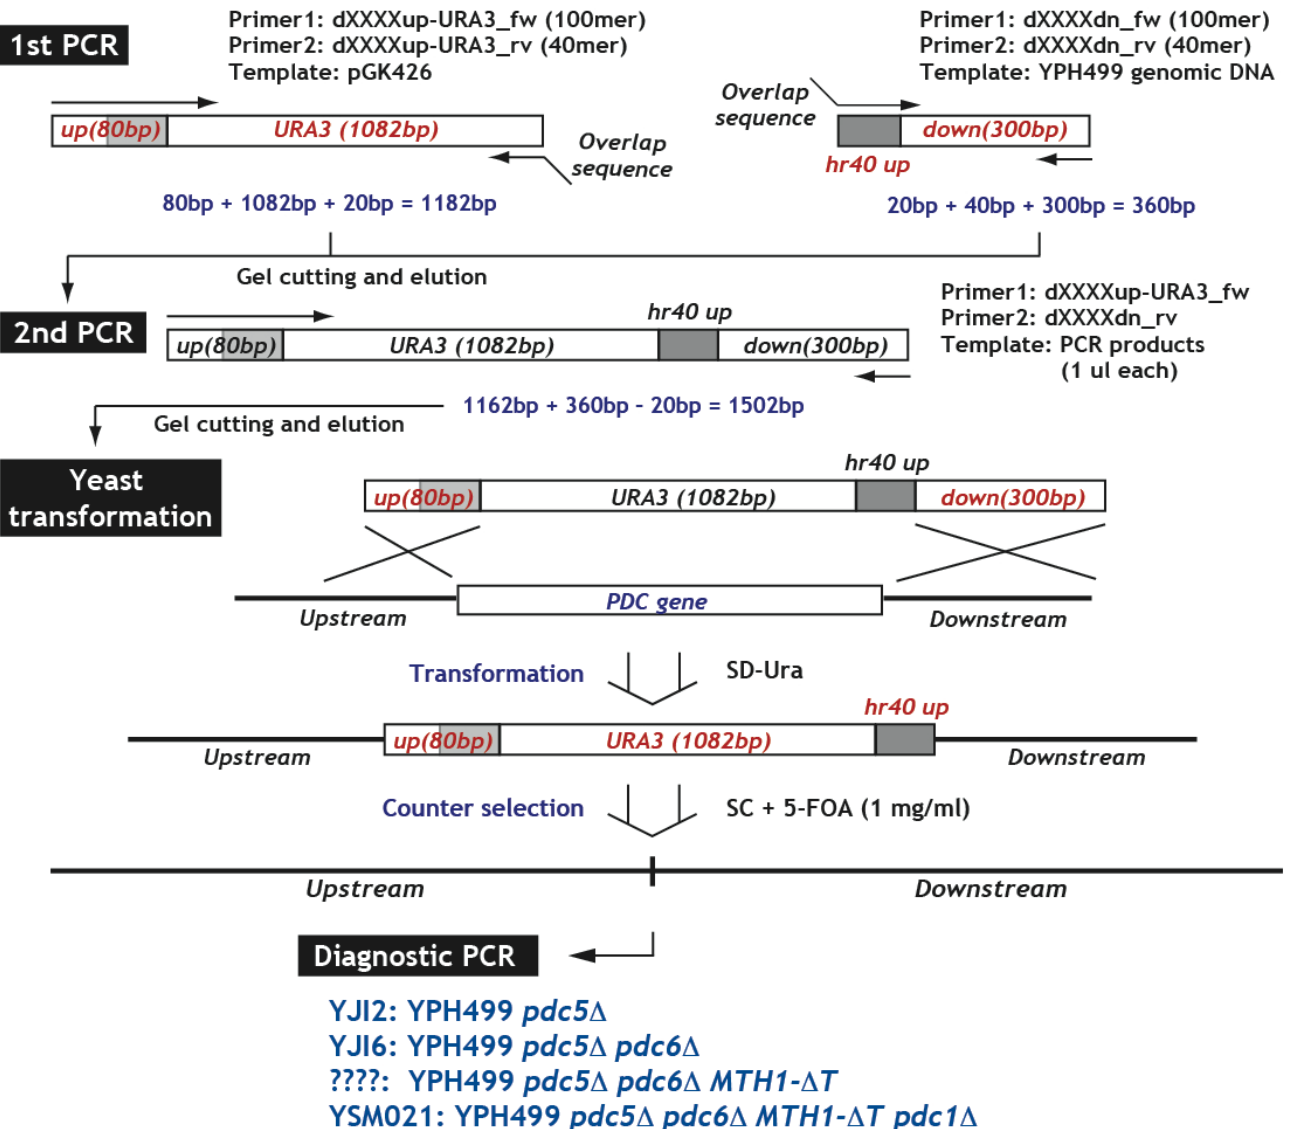 1st PCR
Primer1: dXXXXup-URA3_fw (100mer)
Primer2: dXXXXup-URA3_rv (40mer)
Template: pGK426
Primer1: dXXXXdn_fw (100mer)
Primer2: dXXXXdn_rv (40mer)
Template: YPH499 genomic DNA
up(80bp)
URA3 (1082bp)
Overlap
sequence
Overlap
sequence
down(300bp)
hr40 up
80bp + 1082bp + 20bp = 1182bp
20bp + 40bp + 300bp = 360bp
Gel cutting and elution
2nd PCR
up(80bp)
URA3 (1082bp)
hr40 up
down(300bp)
Primer1: dXXXXup-URA3_fw
Primer2: dXXXXdn_rv
Template: PCR products
(1 ul each)
1162bp + 360bp - 20bp = 1502bp
Gel cutting and elution
Yeast
transformation
hr40 up
up(80bp)
URA3 (1082bp)
down(300bp)
PDC gene
Upstream
Downstream
Transformation
SD-Ura
hr40 up
up(80bp)
URA3 (1082bp)
Upstream
Downstream
Counter selection
SC + 5-FOA (1 mg/ml)
Upstream
Downstream
Diagnostic PCR
YJI2: YPH499 pdc5Δ
YJI6: YPH499 pdc5Δ pdc6Δ
????: YPH499 pdc5Δ pdc6Δ MTH1-ΔT
YSM021: YPH499 pdc5Δ pdc6Δ MTH1-ΔT pdc1Δ